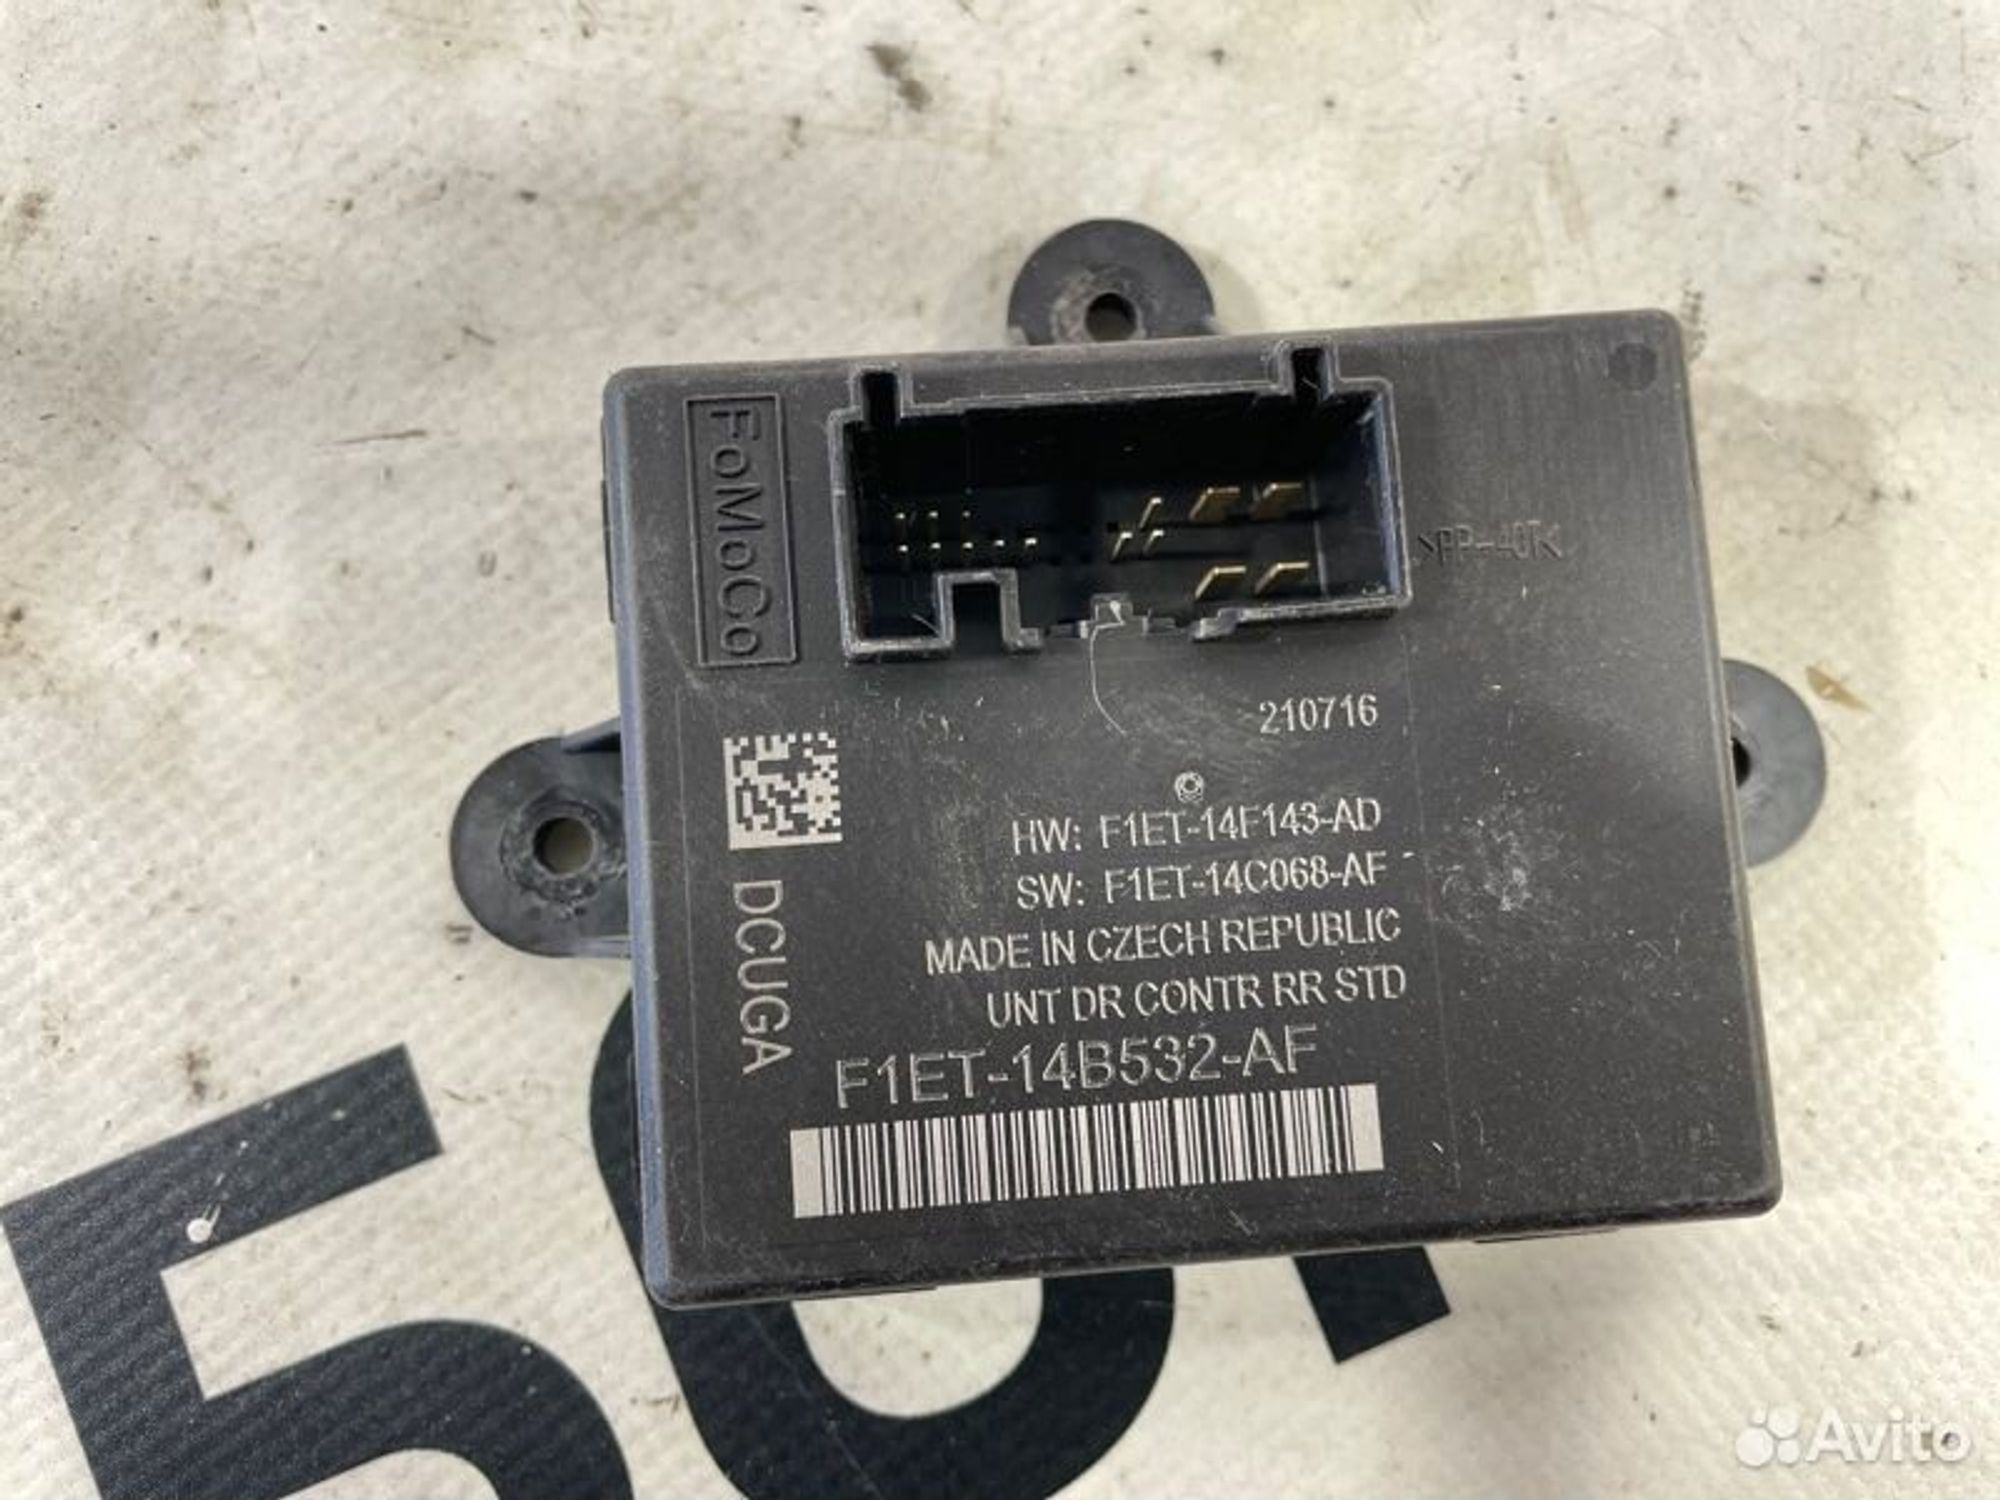 FoMoCo
>PP-40T<
210716
HW: F1ET-14F143-AD
SW: F1ET-14C068-AF
MADE IN CZECH REPUBLIC
UNT DR CONTR RR STD
DCUGA
F1ET-14B532-AF
Avito